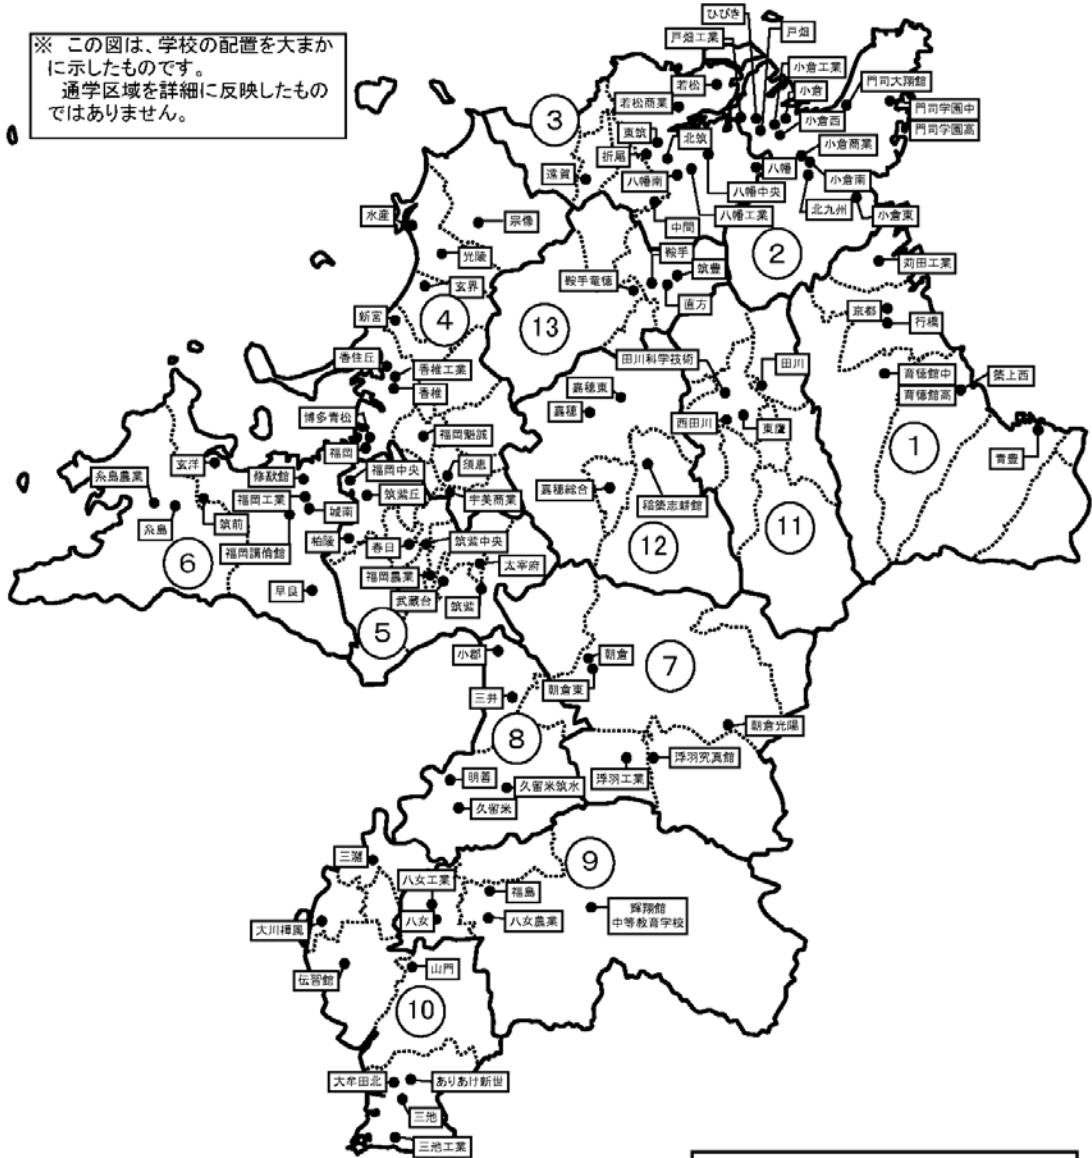 ※ この図は、学校の配置を大まか
に示したものです。
通学区域を詳細に反映したもの
ではありません。
ひびき
戸畑工業
戸畑
小倉工業
小倉
門司大翔館
若松
門司学園中
若松商業
小倉西
門司学園高
③
東筑
北筑
小倉商業
折尾
八幡
小倉南
遠賀
八幡南
八幡中央
北九州
小倉東
水産
宗像
中間
八幡工業
②
光陵
鞍手
筑豊
苅田工業
玄界
鞍手竜徳
直方
京都
新宮
④
⑬
行橋
香住丘
田川科学技術
田川
香椎工業
嘉穂東
育徳館中
築上西
香椎
嘉穂
育徳館高
博多青松
西田川
東鷹
①
青豊
福岡
福岡魁誠
玄洋
福岡中央
須恵
糸島農業
修猷館
筑紫丘
宇美商業
嘉穂総合
稲築志耕館
福岡工業
糸島
筑前
城南
⑪
福岡講倫館
柏陵
春日
筑紫中央
⑫
⑥
太宰府
福岡農業
早良
武蔵台
筑紫
⑤
小郡
朝倉
⑦
三井
朝倉東
⑧
朝倉光陽
明善
久留米筑水
浮羽工業
浮羽究真館
久留米
三潴
⑨
八女工業
福島
輝翔館
中等教育学校
大川樟風
八女
八女農業
伝習館
山門
⑩
大牟田北
ありあけ新世
三池
三池工業